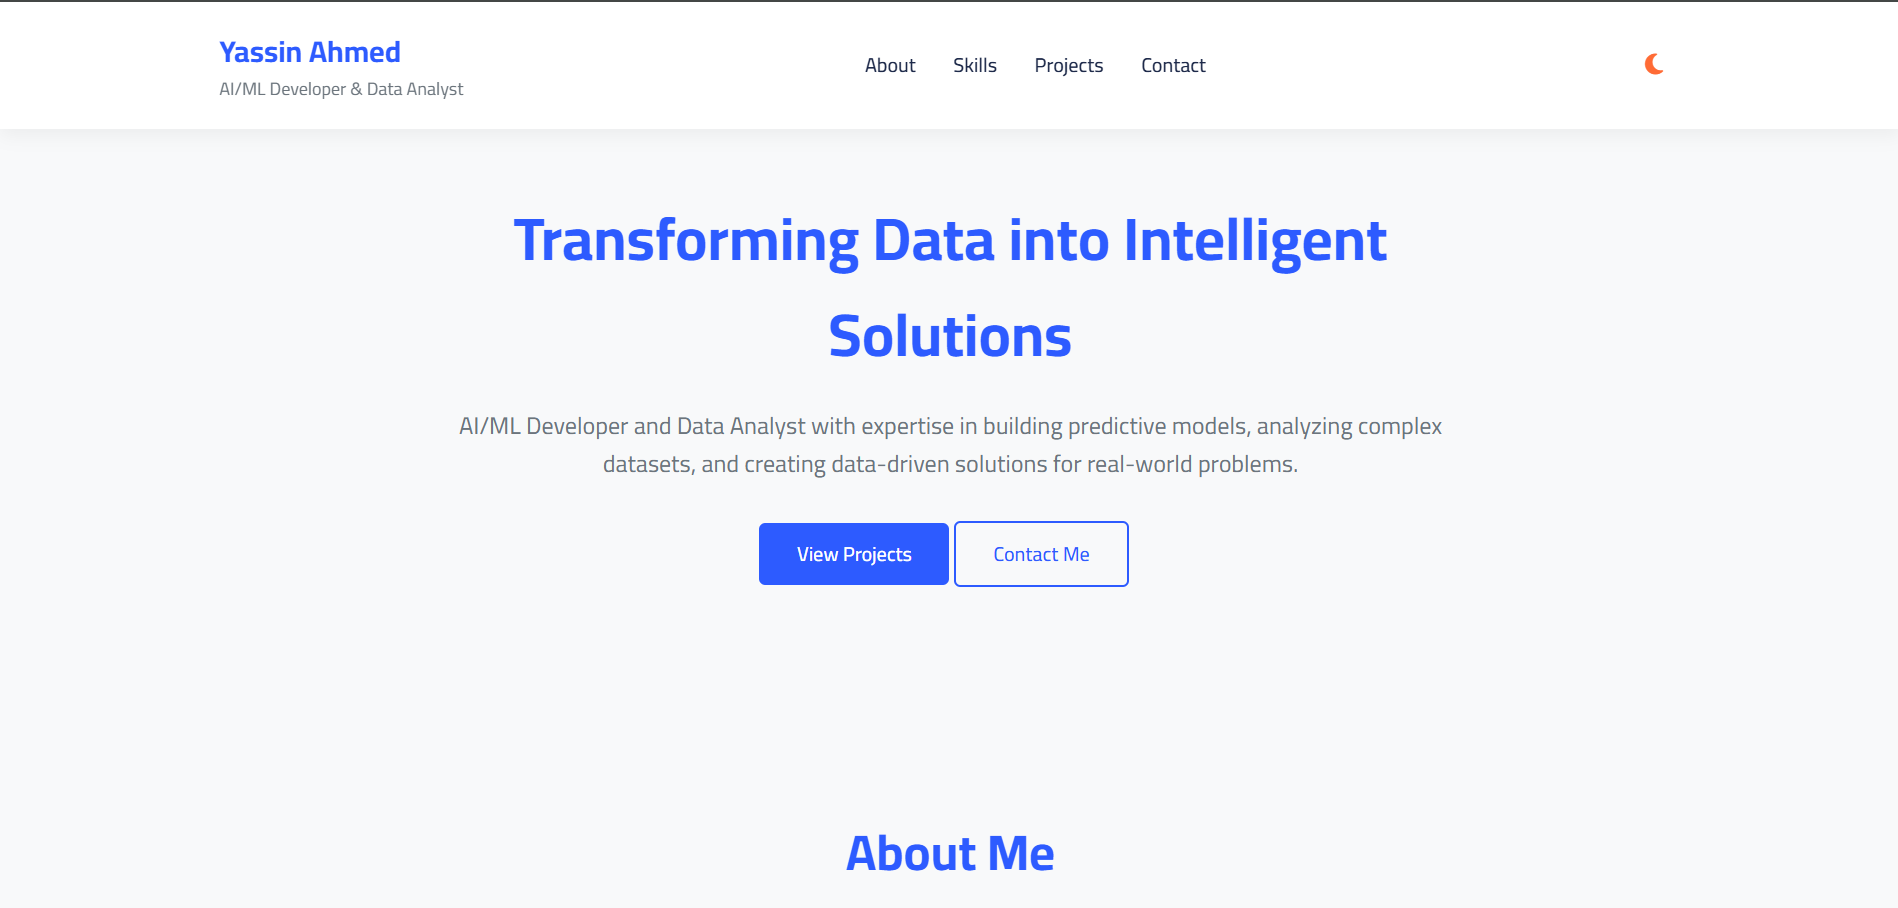 Yassin Ahmed
AI/ML Developer & Data Analyst
About Skills Projects Contact
Transforming Data into Intelligent
Solutions
AI/ML Developer and Data Analyst with expertise in building predictive models, analyzing complex
datasets, and creating data-driven solutions for real-world problems.
View Projects Contact Me
About Me